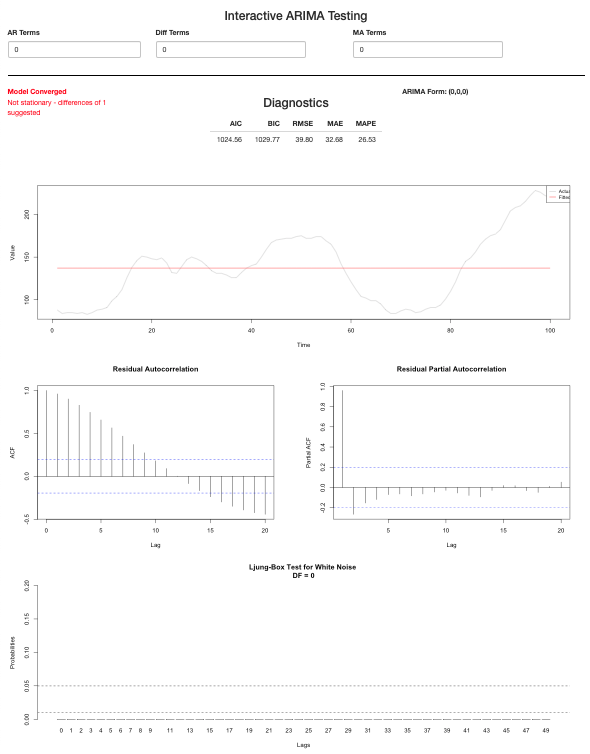 Interactive ARIMA Testing
AR Terms Diff Terms MA Terms
0 0 0
Model Converged
Not stationary - differences of 1
suggested
ARIMA Form: (0,0,0)
Diagnostics
AIC BIC RMSE MAE MAPE
1024.56 1029.77 39.80 32.68 26.53
Value
200
150
100
Fitted
0 20 40 60 80 100
Time
Residual Autocorrelation
ACF
1.0
0.5
0.0
-0.5
0 5 10 15 20
Lag
Residual Partial Autocorrelation
Partial ACF
1.0
0.8
0.6
0.4
0.2
0.0
-0.2
5 10 15 20
Lag
Ljung-Box Test for White Noise
DF = 0
Probabilities
0.20
0.15
0.10
0.05
0.00
0 1 2 3 4 5 6 7 8 9 11 13 15 17 19 21 23 25 27 29 31 33 35 37 39 41 43 45 47 49
Lags